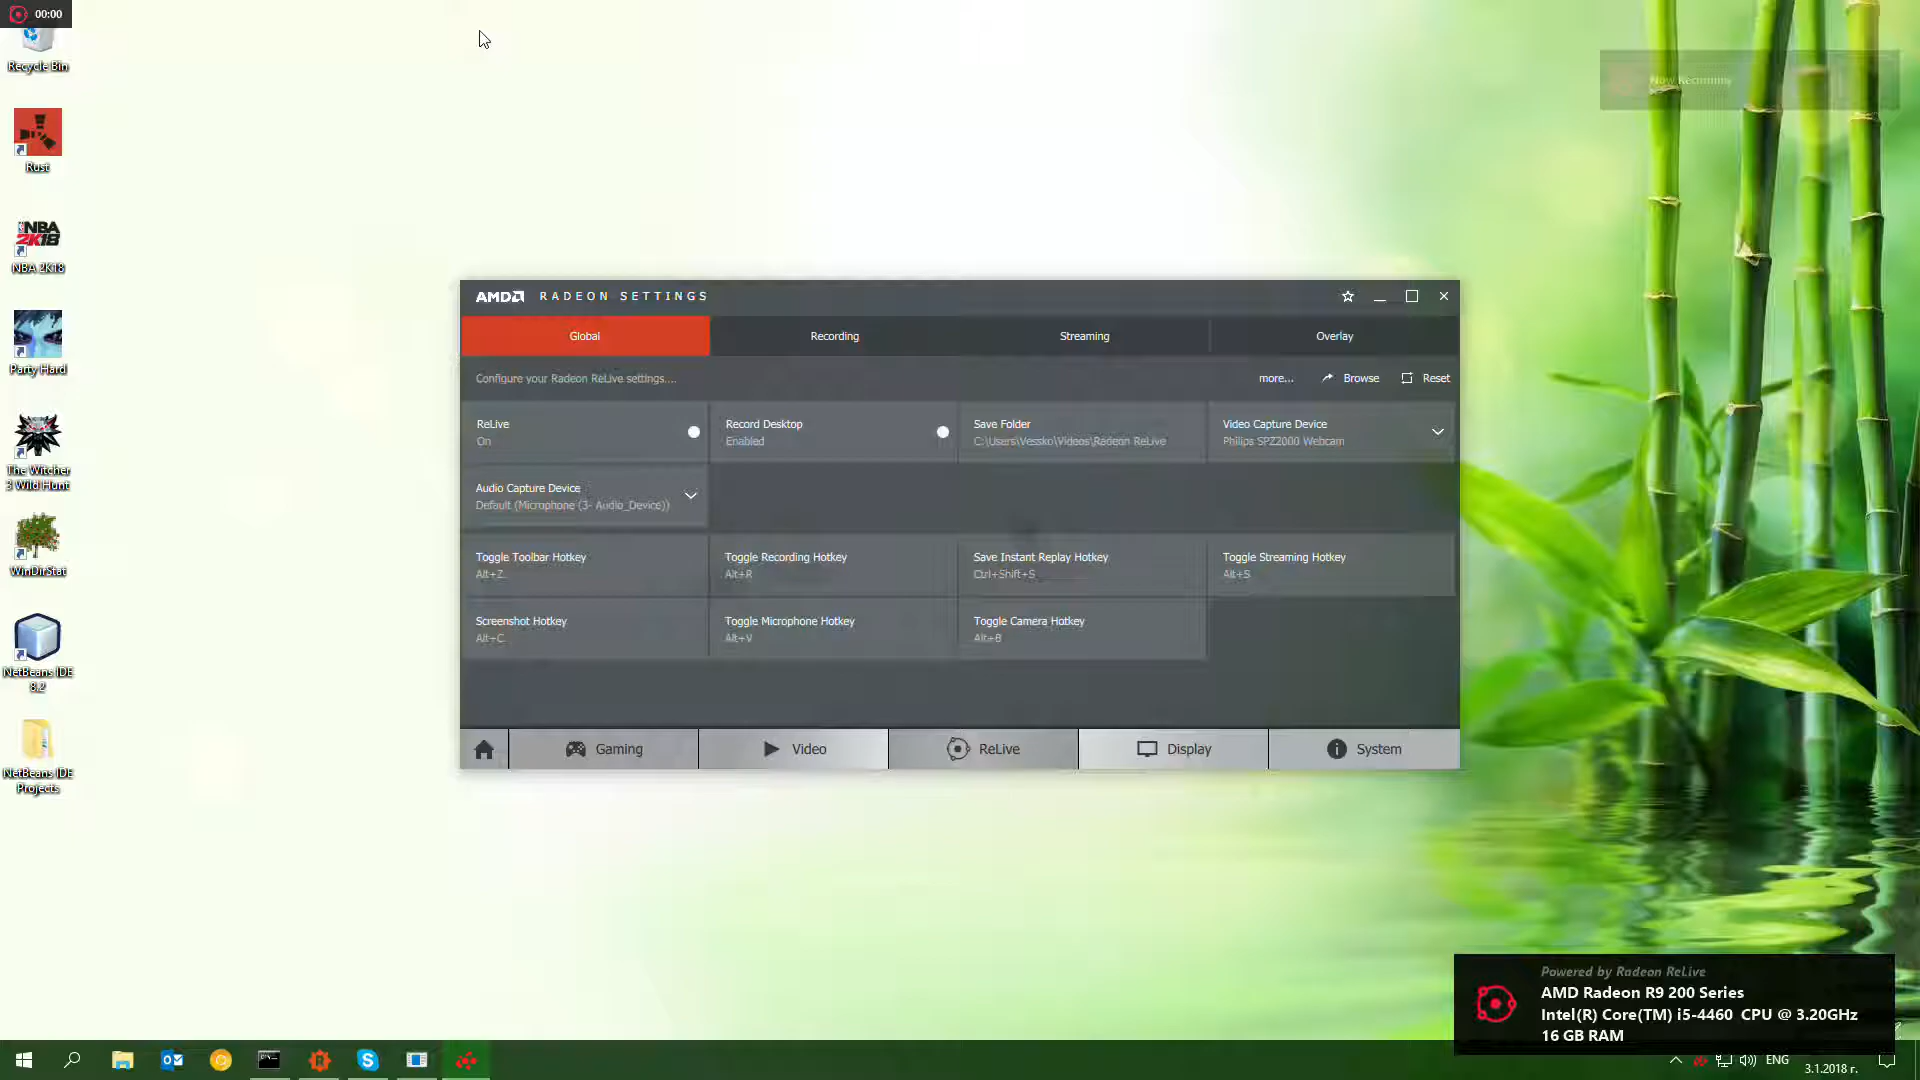 00:00
Recycle Bin
Rust
NBA
2K18
NBA 2K18
Party Hard
The Witcher
3 Wild Hunt
WinDirStat
NetBeans IDE
8.2
NetBeans IDE
Projects
Now Recording
AMD RADEON SETTINGS
Global Recording Streaming Overlay
Configure your Radeon ReLive settings.... more... Browse Reset
ReLive
On
Record Desktop
Enabled
Save Folder
C:\Users\Vessko\Videos\Radeon ReLive
Video Capture Device
Philips SPZ2000 Webcam
Audio Capture Device
Default (Microphone (3- Audio_Device))
Toggle Toolbar Hotkey
Alt+Z
Toggle Recording Hotkey
Alt+R
Save Instant Replay Hotkey
Ctrl+Shift+S
Toggle Streaming Hotkey
Alt+S
Screenshot Hotkey
Alt+C
Toggle Microphone Hotkey
Alt+V
Toggle Camera Hotkey
Alt+B
Gaming Video ReLive Display System
Powered by Radeon ReLive
AMD Radeon R9 200 Series
Intel(R) Core(TM) i5-4460 CPU @ 3.20GHz
16 GB RAM
ENG
3.1.2018 г.